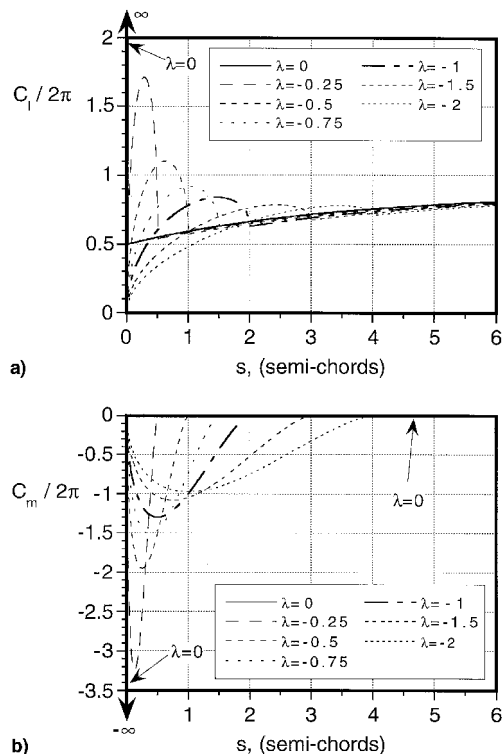 ∞
2
λ=0
1.5
1
0.5
0
C_l / 2π
λ=0
λ=-0.25
λ=-0.5
λ=-0.75
λ= -1
λ=-1.5
λ= -2
0 1 2 3 4 5 6
s, (semi-chords)
a)
0
-0.5
-1
-1.5
-2
-2.5
-3
-3.5
C_m / 2π
λ=0
λ=0
λ=-0.25
λ=-0.5
λ=-0.75
λ= -1
λ=-1.5
λ= -2
λ=0
-∞
0 1 2 3 4 5 6
s, (semi-chords)
b)